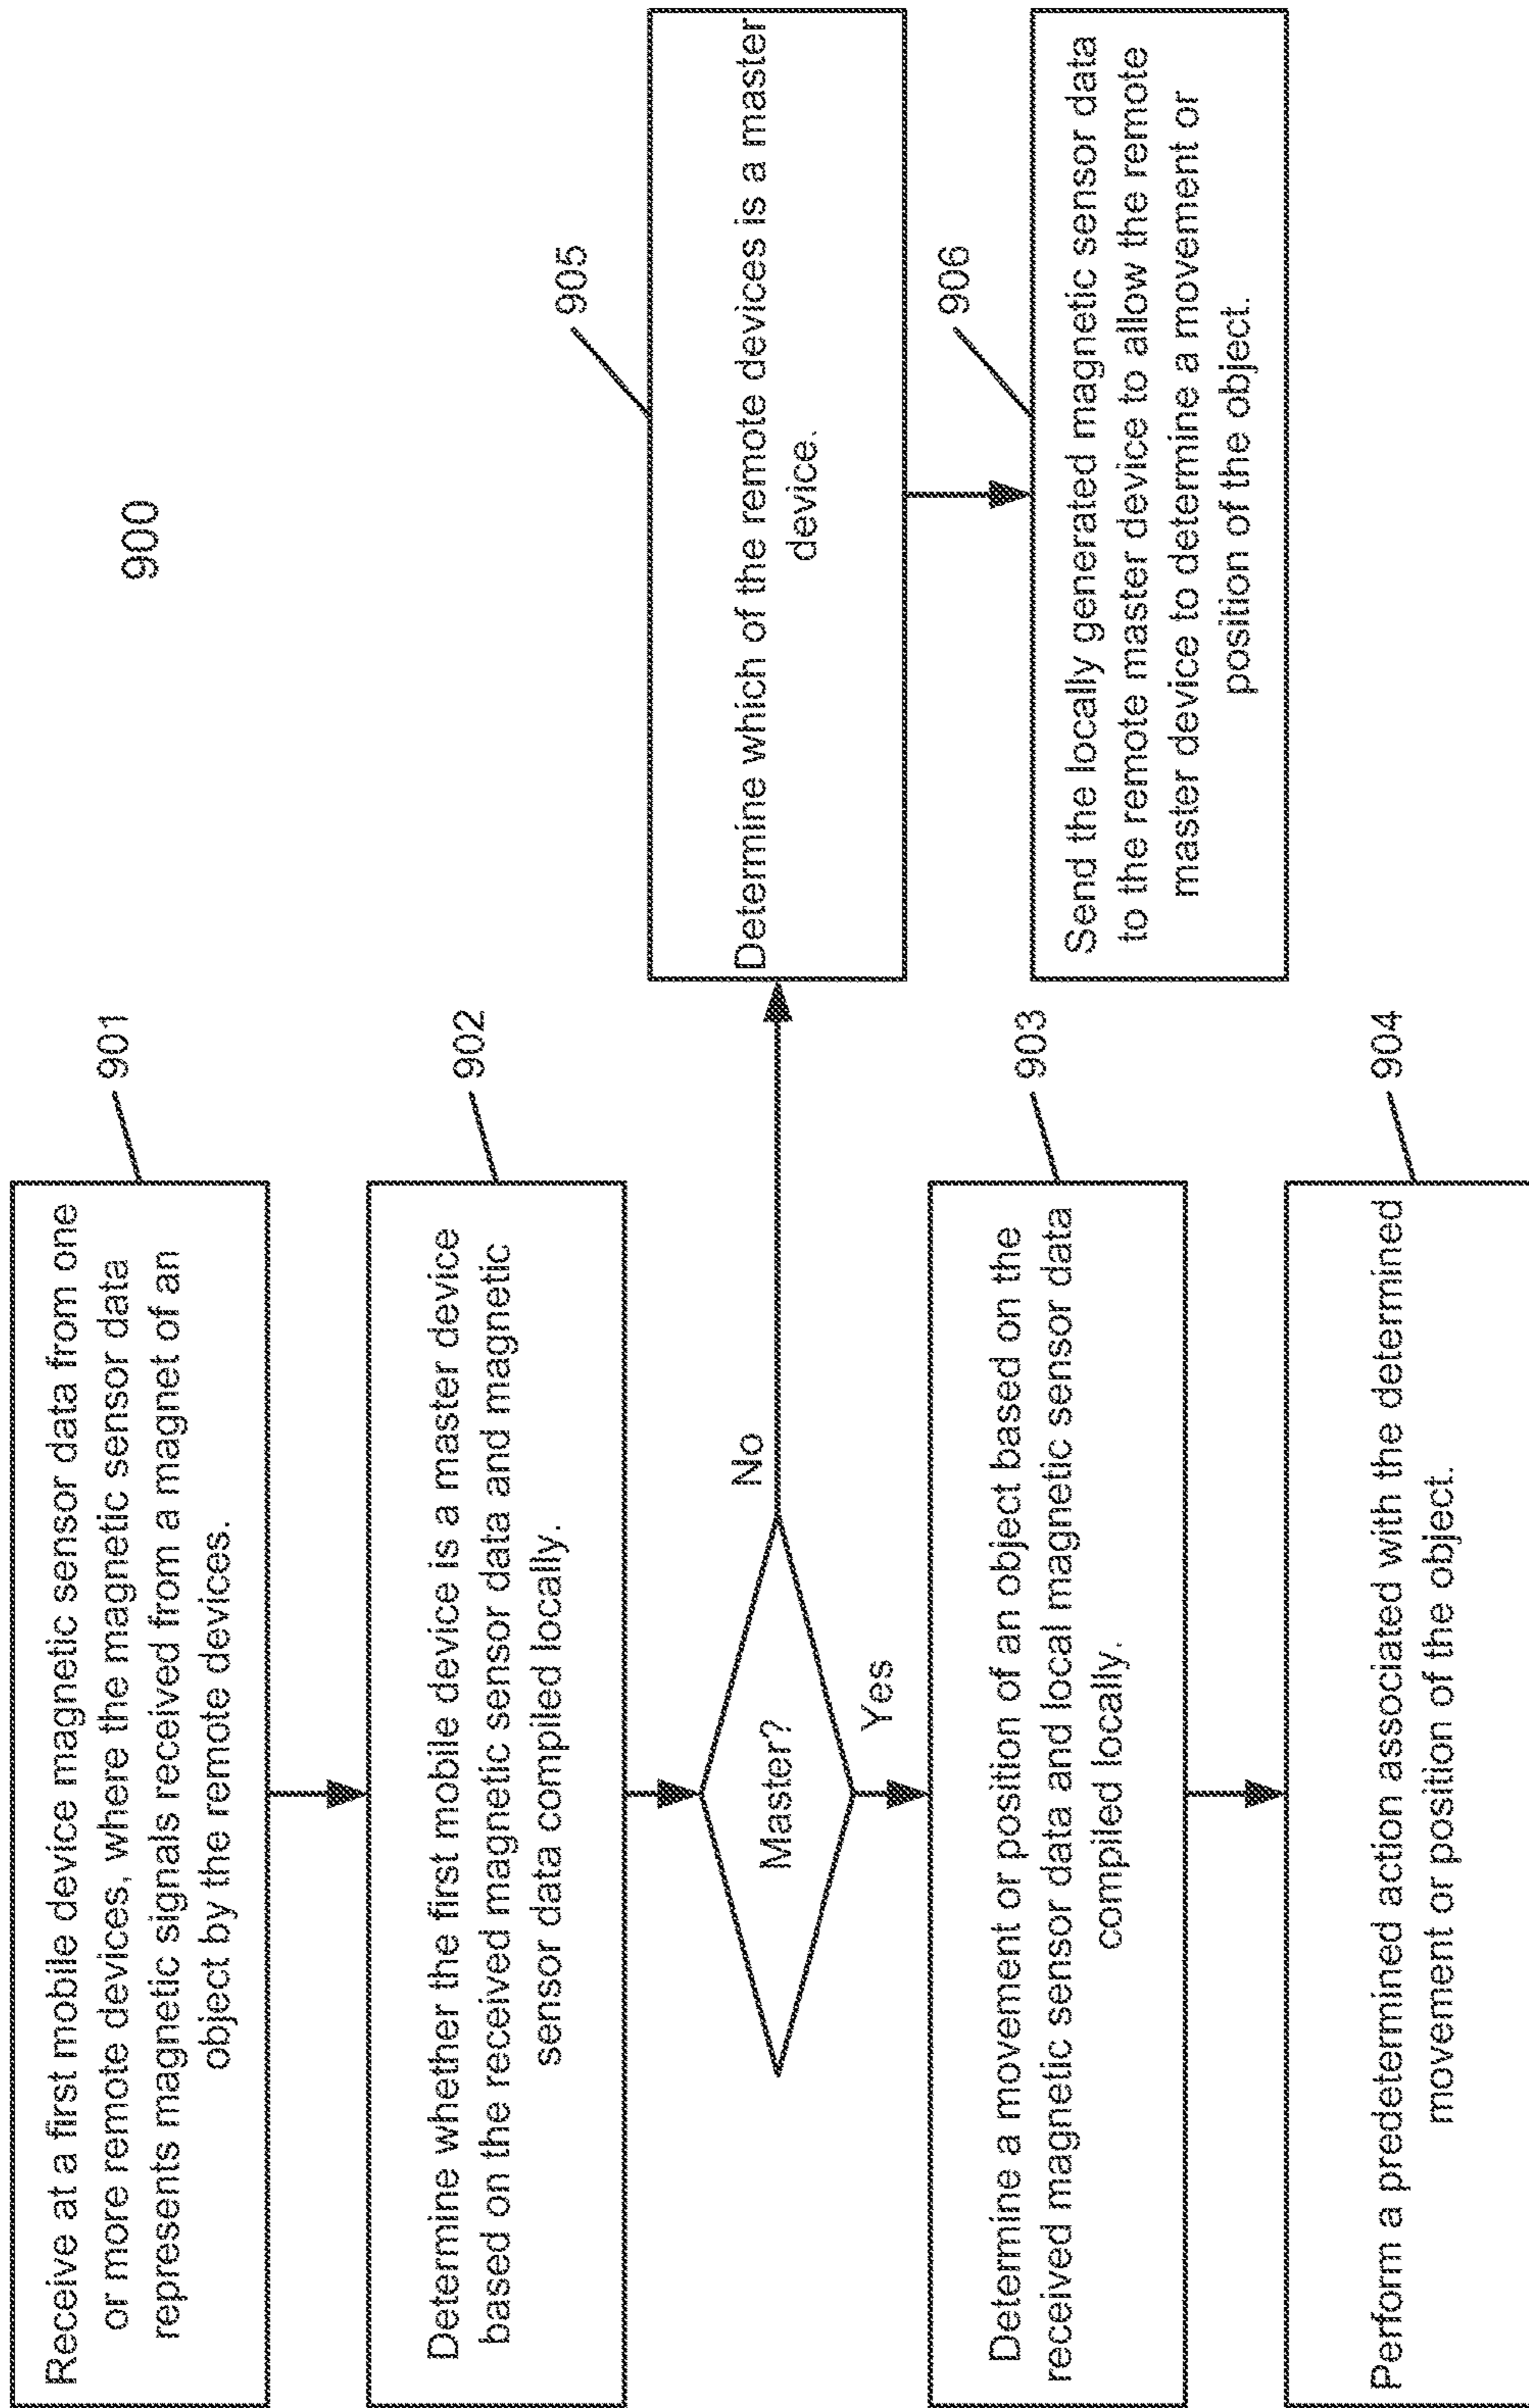 900
Receive at a first mobile device magnetic sensor data from one
or more remote devices, where the magnetic sensor data
represents magnetic signals received from a magnet of an
object by the remote devices.
901
Determine whether the first mobile device is a master device
based on the received magnetic sensor data and magnetic
sensor data compiled locally.
902
Master?
No
Yes
Determine a movement or position of an object based on the
received magnetic sensor data and local magnetic sensor data
compiled locally.
903
Perform a predetermined action associated with the determined
movement or position of the object.
904
Determine which of the remote devices is a master
device.
905
Send the locally generated magnetic sensor data
to the remote master device to allow the remote
master device to determine a movement or
position of the object.
906